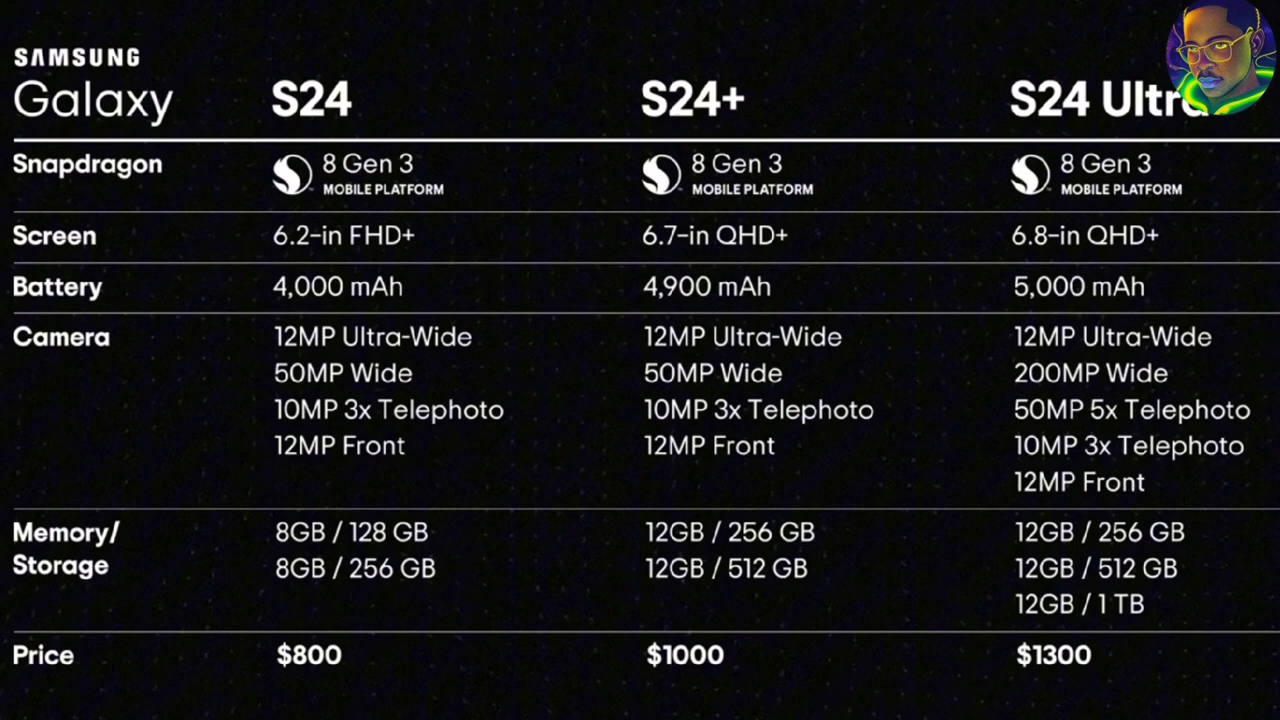 SAMSUNG
Galaxy S24 S24+ S24 Ultra
Snapdragon 8 Gen 3 8 Gen 3 8 Gen 3
MOBILE PLATFORM MOBILE PLATFORM MOBILE PLATFORM
Screen 6.2-in FHD+ 6.7-in QHD+ 6.8-in QHD+
Battery 4,000 mAh 4,900 mAh 5,000 mAh
Camera 12MP Ultra-Wide 12MP Ultra-Wide 12MP Ultra-Wide
50MP Wide 50MP Wide 200MP Wide
10MP 3x Telephoto 10MP 3x Telephoto 50MP 5x Telephoto
12MP Front 12MP Front 10MP 3x Telephoto
12MP Front
Memory/ 8GB / 128 GB 12GB / 256 GB 12GB / 256 GB
Storage 8GB / 256 GB 12GB / 512 GB 12GB / 512 GB
12GB / 1 TB
Price $800 $1000 $1300